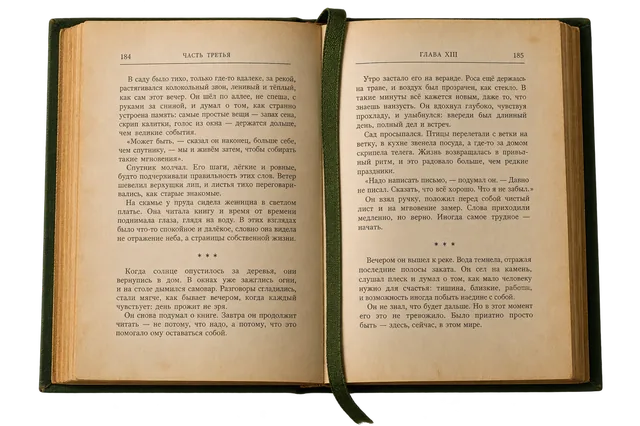 184 ЧАСТЬ ТРЕТЬЯ
В саду было тихо, только где-то вдалеке, за рекой,
растягивался колокольный звон, ленивый и тёплый,
как сам этот вечер. Он шёл по аллее, не спеша, с
руками за спиной, и думал о том, как странно
устроена память: самые простые вещи — запах сена,
скрип калитки, голос из окна — держатся дольше,
чем великие события.
«Может быть, — сказал он наконец, больше себе,
чем спутнику, — мы и живём затем, чтобы собирать
такие мгновения».
Спутник молчал. Его шаги, лёгкие и ровные,
будто подчеркивали правильность этих слов. Ветер
шевелил верхушки лип, и листья тихо переговари-
вались, как старые знакомые.
На скамье у пруда сидела женщина в светлом
платье. Она читала книгу и время от времени
поднимала глаза, глядя на воду. В этих взглядах
было что-то спокойное и далёкое, словно она видела
не отражение неба, а страницы собственной жизни.
* * *
Когда солнце опустилось за деревья, они
вернулись в дом. В окнах уже зажглись огни,
и на столе дымился самовар. Разговоры сгладились,
стали мягче, как бывает вечером, когда каждый
чувствует: день прожит не зря.
Он снова подумал о книге. Завтра он продолжит
читать — не потому, что надо, а потому, что это
помогало ему оставаться собой.
ГЛАВА XIII 185
Утро застало его на веранде. Роса ещё держась
на траве, и воздух был прозрачен, как стекло. В
такие минуты всё кажется новым, даже то, что
знаешь наизусть. Он вдохнул глубоко, чувствуя
прохладу, и улыбнулся: впереди был длинный
день, полный дел и встреч.
Сад просыпался. Птицы перелетали с ветки на
ветку, в кухне звенела посуда, а где-то за домом
скрипела телега. Жизнь возвращалась в привыч-
ный ритм, и это радовало больше, чем редкие
праздники.
«Надо написать письмо, — подумал он. — Давно
не писал. Сказать, что всё хорошо. Что я не забыл.»
Он взял ручку, положил перед собой чистый
лист и на мгновение замер. Слова приходили
медленно, но верно. Иногда самое трудное —
начать.
* * *
Вечером он вышел к реке. Вода темнела, отражая
последние полосы заката. Он сел на камень,
слушал плеск и думал о том, как мало человеку
нужно для счастья: тишина, близкие, работа,
и возможность иногда побыть наедине с собой.
Он не знал, что будет дальше. Но в этот момент
его это не тревожило. Было приятно просто
быть — здесь, сейчас, в этом мире.